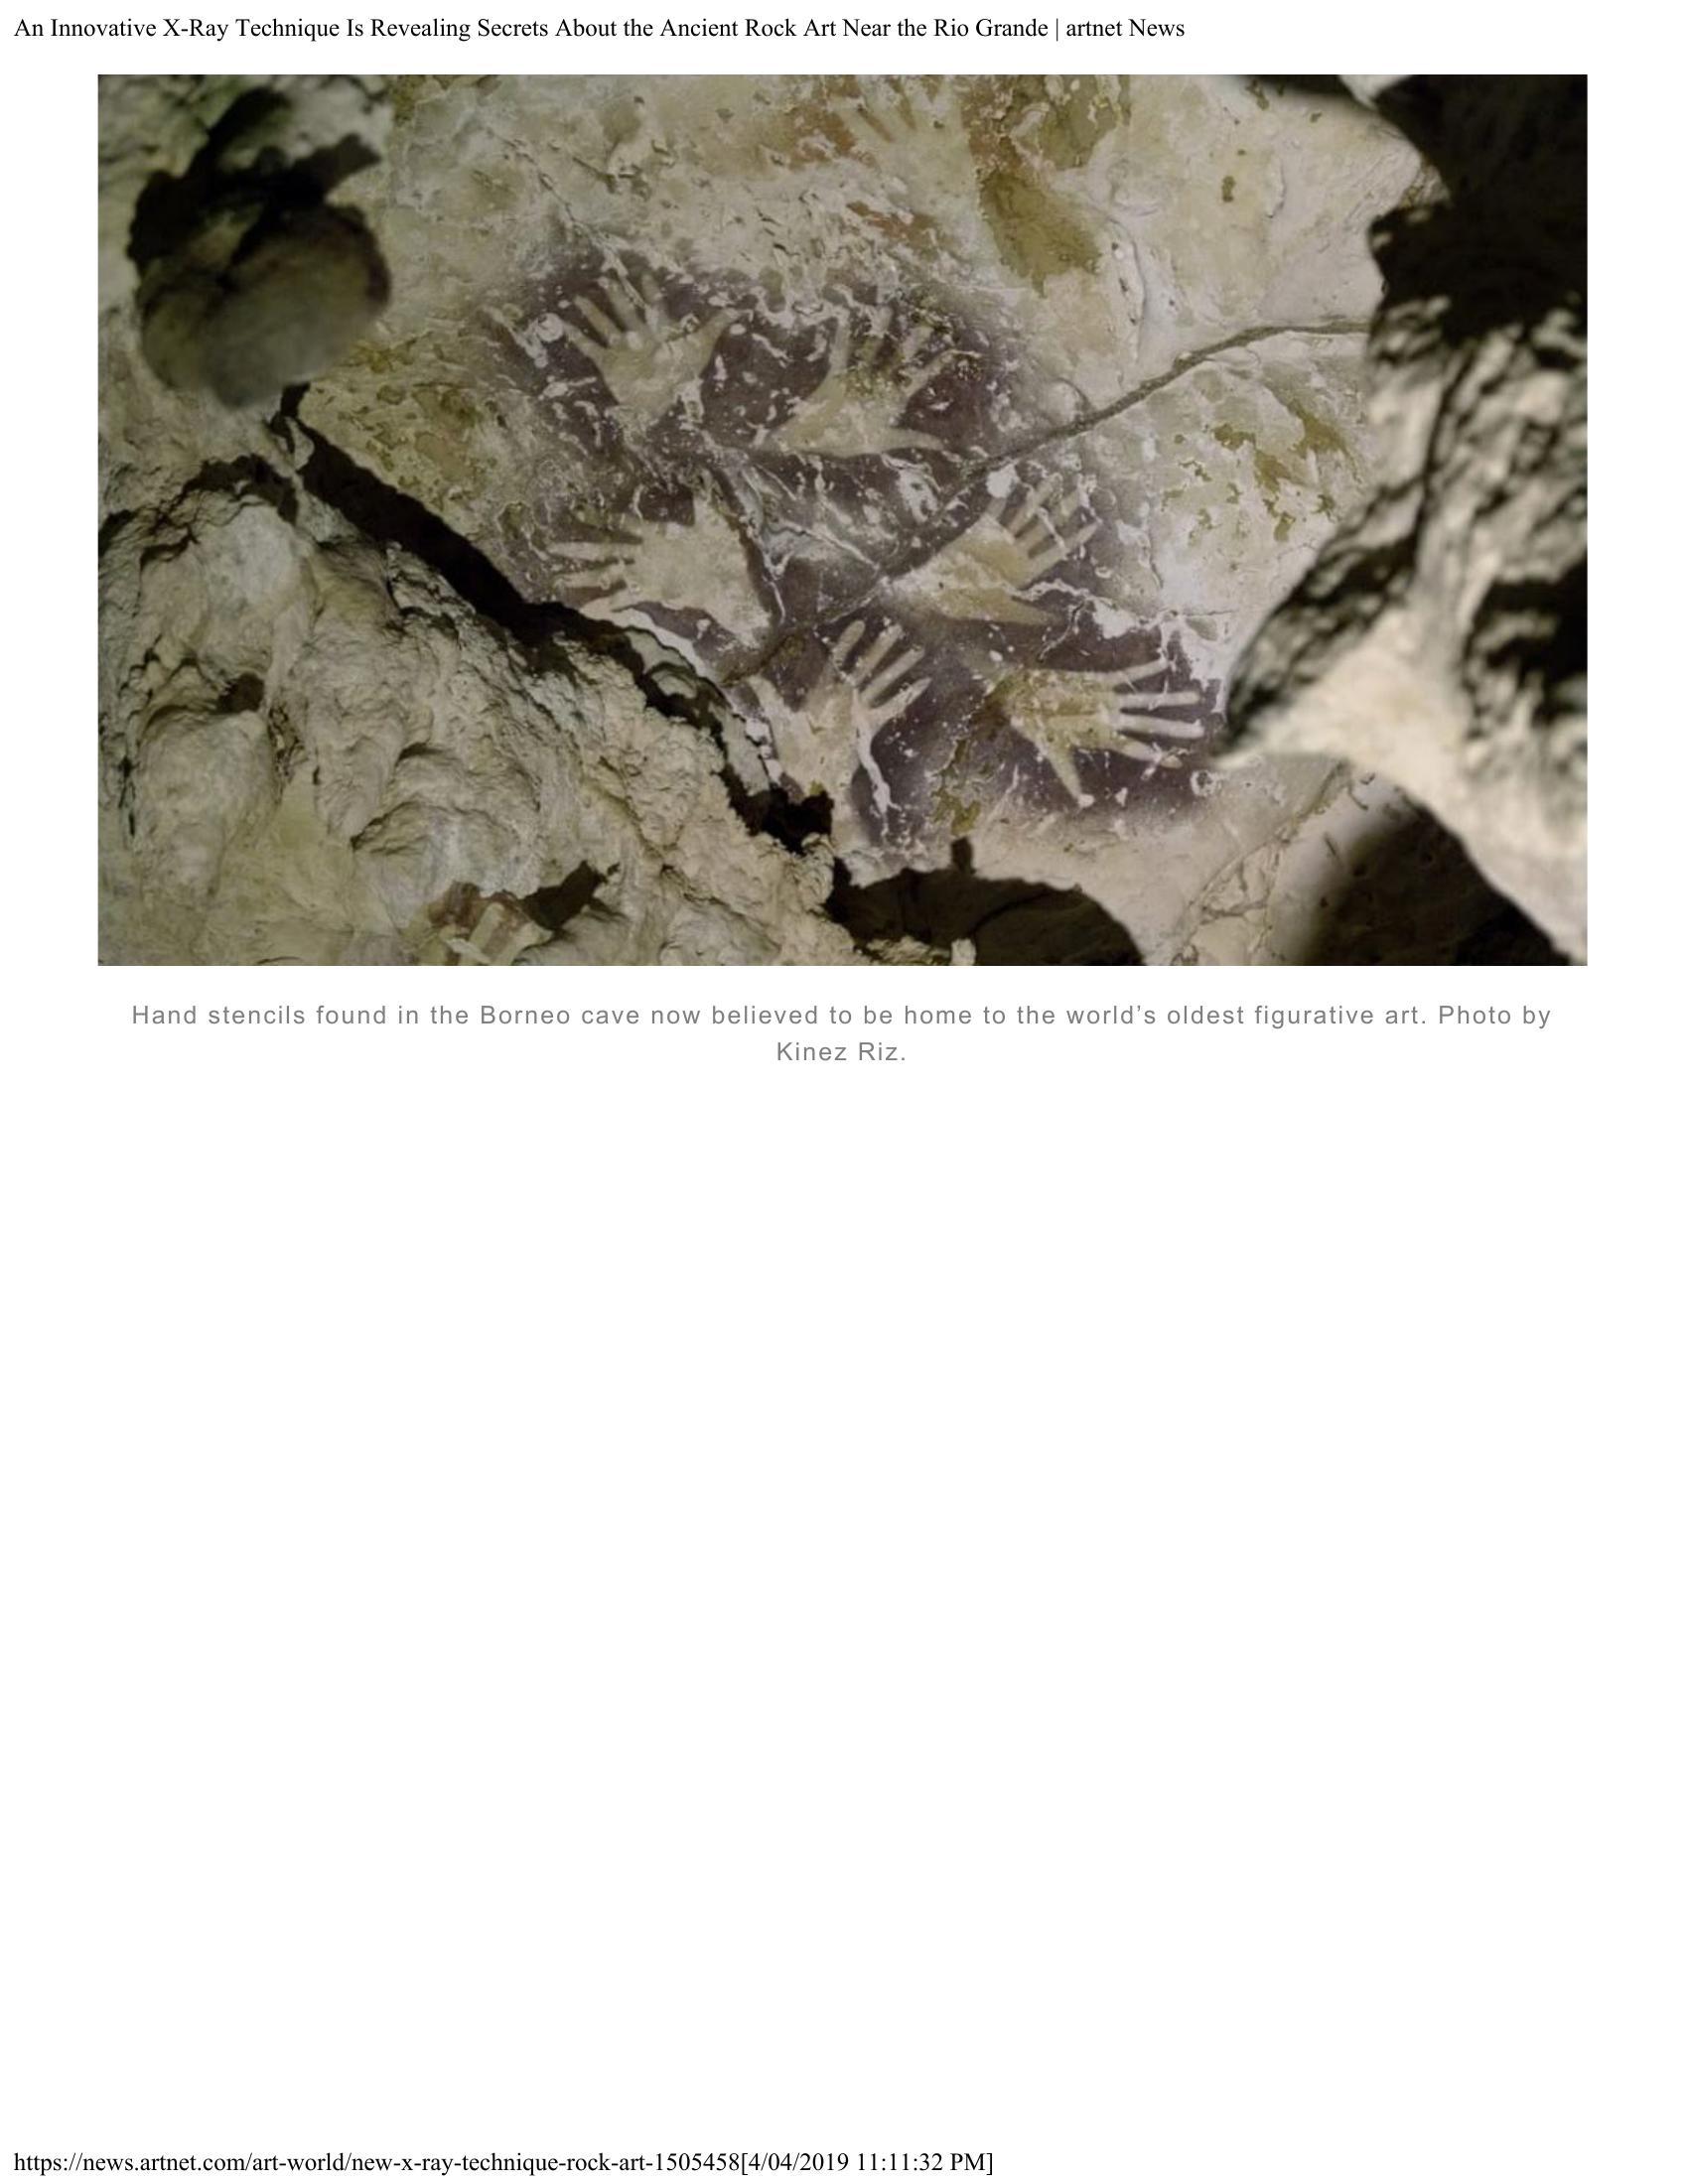 An Innovative X-Ray Technique Is Revealing Secrets About the Ancient Rock Art Near the Rio Grande | artnet News
Hand stencils found in the Borneo cave now believed to be home to the world’s oldest figurative art. Photo by
Kinez Riz.
https://news.artnet.com/art-world/new-x-ray-technique-rock-art-1505458[4/04/2019 11:11:32 PM]